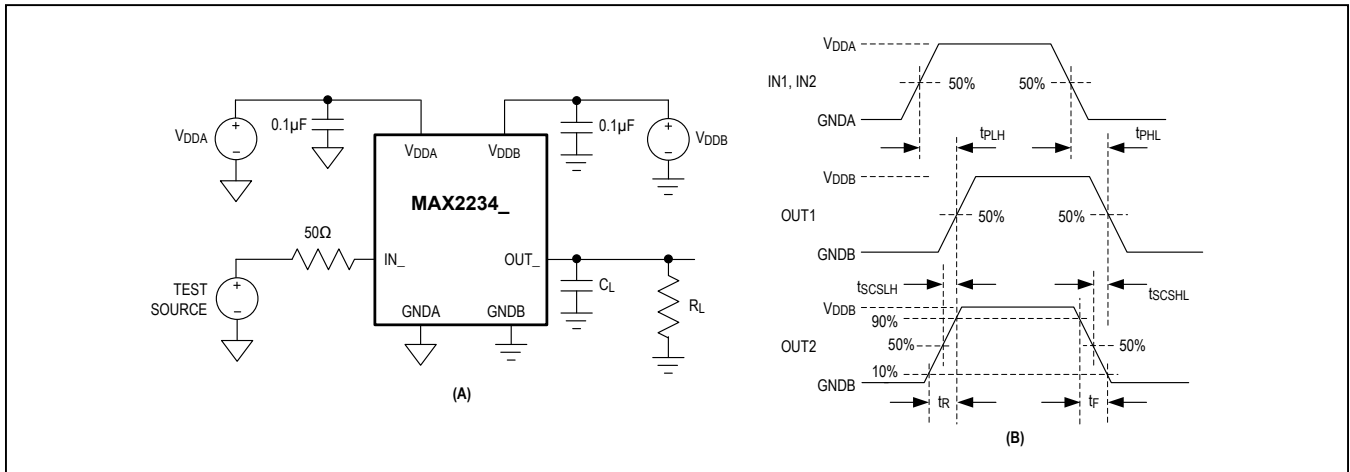 VDDA
0.1µF
VDDA
VDDB
0.1µF
VDDB
MAX2234_
50Ω
IN_
OUT_
TEST
SOURCE
CL
RL
GNDA
GNDB
(A)
VDDA
IN1, IN2
50%
50%
GNDA
tPLH
tPHL
VDDB
OUT1
50%
50%
GNDB
tSCSLH
tSCSHL
VDDB
90%
OUT2
50%
50%
10%
GNDB
tR
tF
(B)